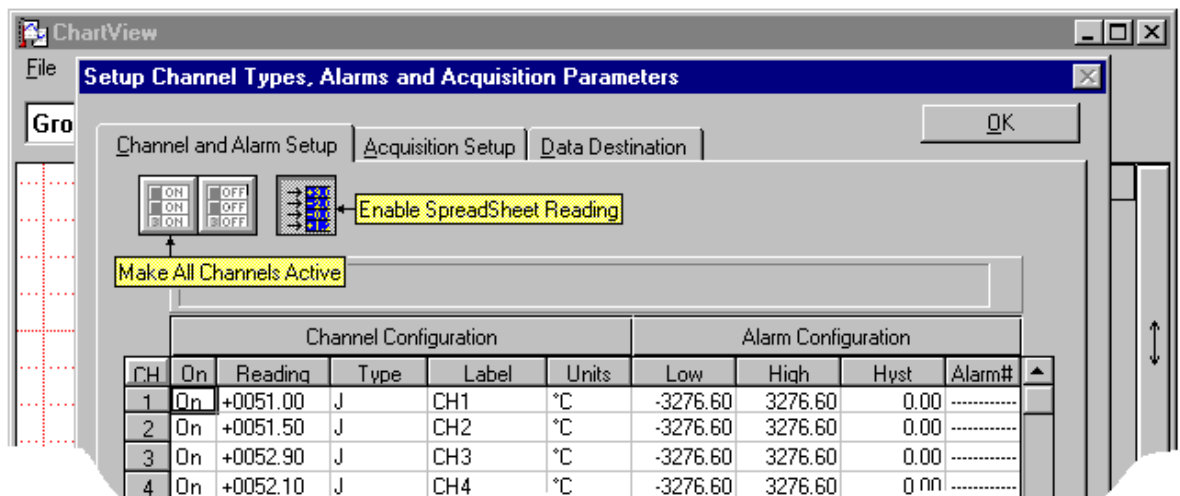 ChartView
File
Setup Channel Types, Alarms and Acquisition Parameters
Gro
OK
Channel and Alarm Setup Acquisition Setup Data Destination
ON OFF
ON OFF
3 ON 3 OFF
Enable SpreadSheet Reading
Make All Channels Active
Channel Configuration Alarm Configuration
CH On Reading Type Label Units Low High Hyst Alarm#
1 On +0051.00 J CH1 °C -3276.60 3276.60 0.00 -----------
2 On +0051.50 J CH2 °C -3276.60 3276.60 0.00 -----------
3 On +0052.90 J CH3 °C -3276.60 3276.60 0.00 -----------
4 On +0052.10 J CH4 °C -3276.60 3276.60 0.00 -----------